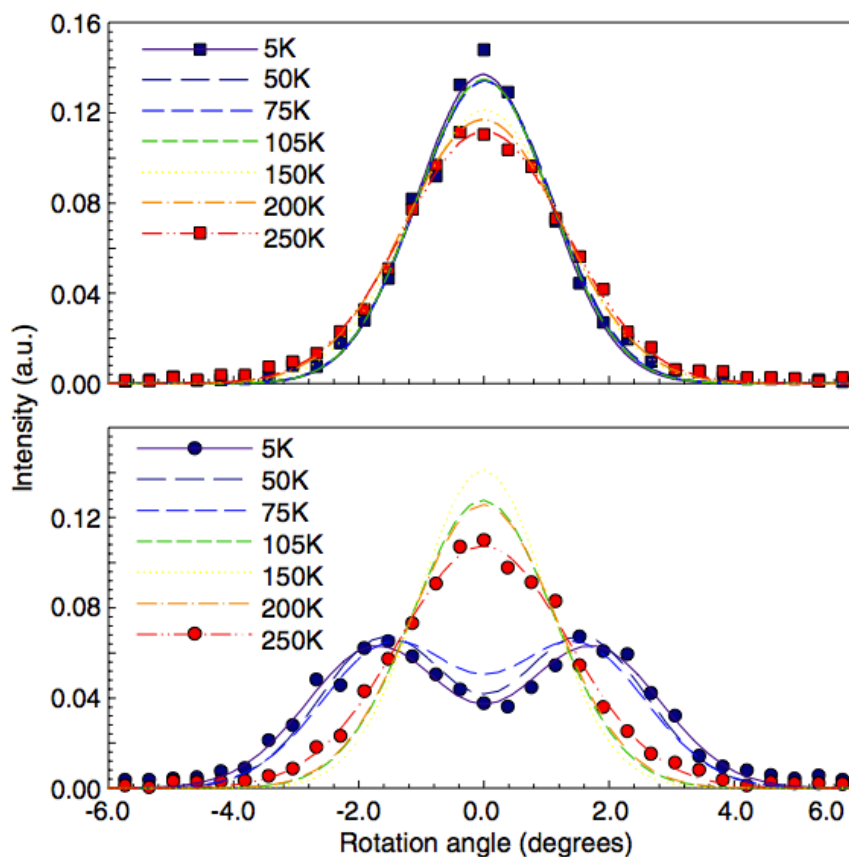 0.16
0.12
0.08
0.04
0.00
5K
50K
75K
105K
150K
200K
250K
Intensity (a.u.)
5K
50K
75K
105K
150K
200K
250K
0.12
0.08
0.04
0.00
-6.0 -4.0 -2.0 0.0 2.0 4.0 6.0
Rotation angle (degrees)